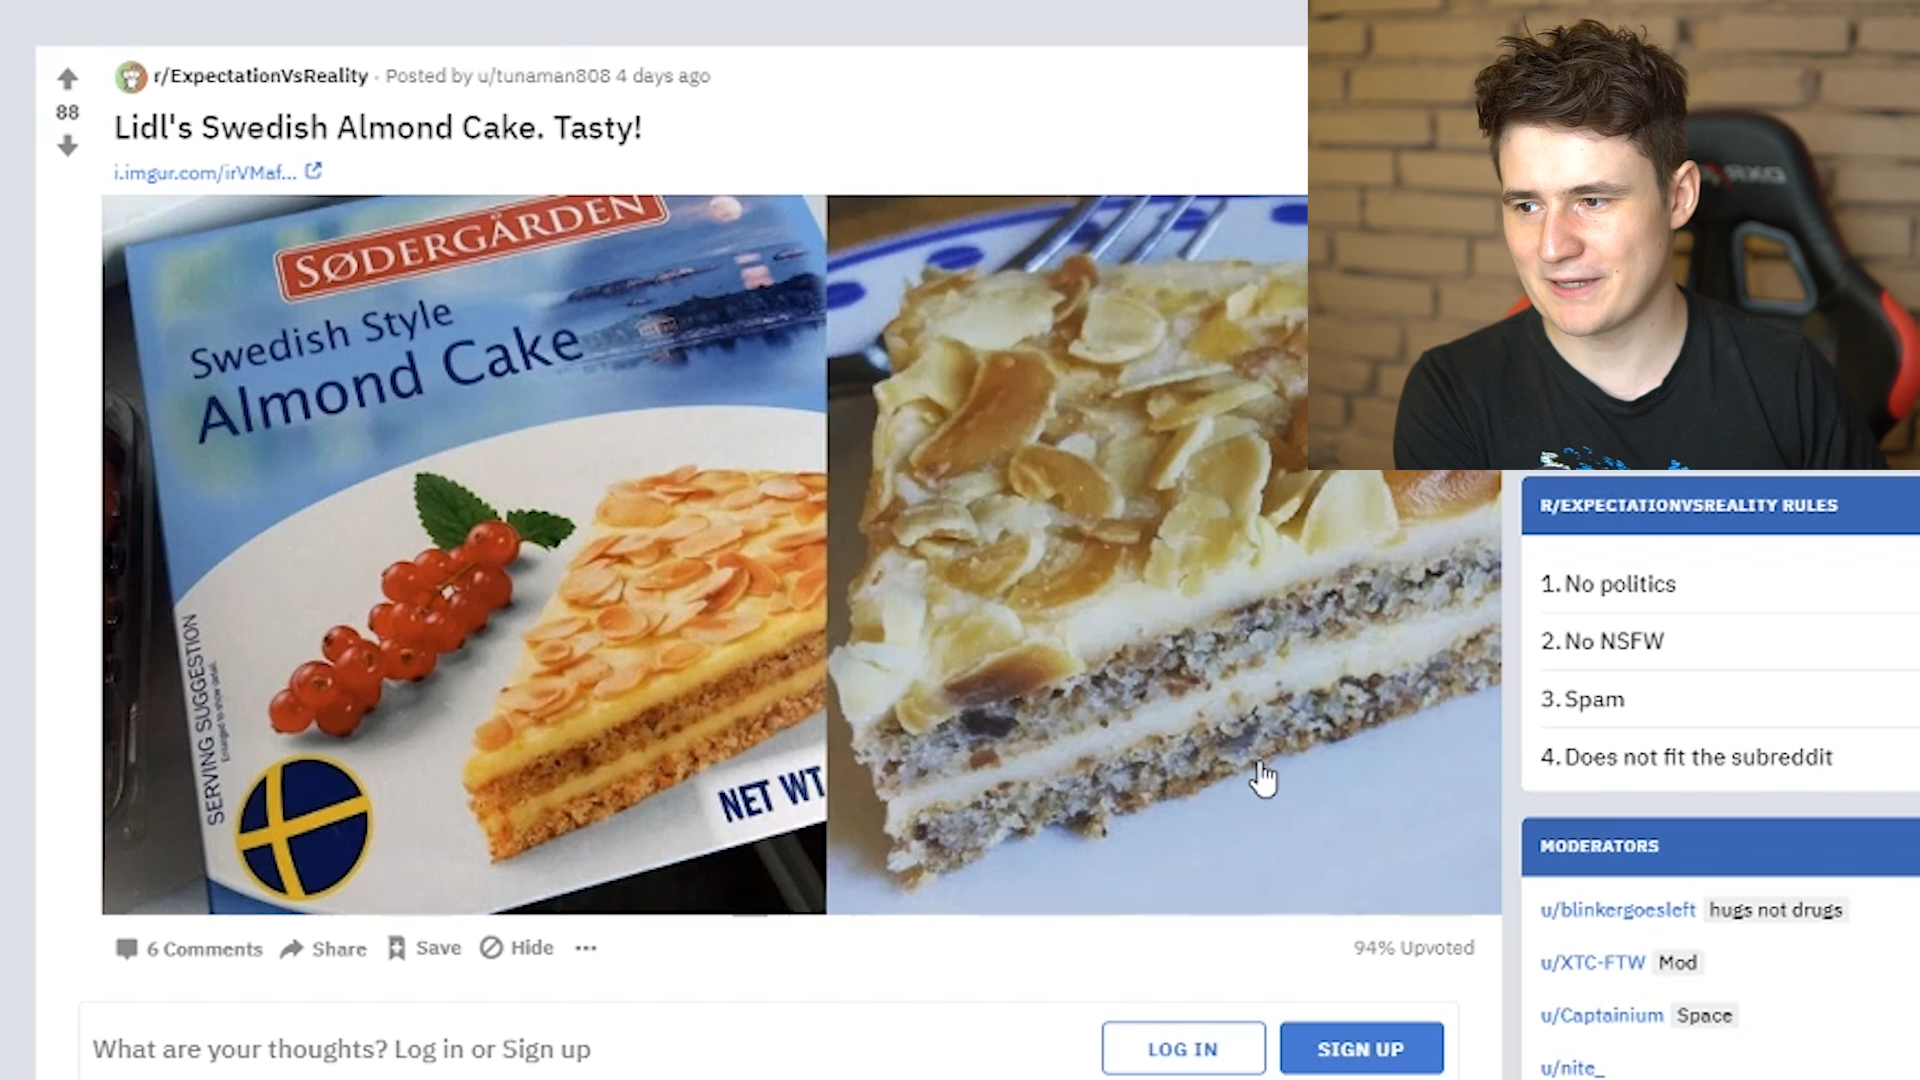 r/ExpectationVsReality · Posted by u/tunaman808 4 days ago
88
Lidl's Swedish Almond Cake. Tasty!
i.imgur.com/irVMaf...
SØDERGÅRDEN
Swedish Style
Almond Cake
SERVING SUGGESTION
NET WT
6 Comments
Share
Save
Hide
94% Upvoted
What are your thoughts? Log in or Sign up
LOG IN
SIGN UP
R/EXPECTATIONVSREALITY RULES
1. No politics
2. No NSFW
3. Spam
4. Does not fit the subreddit
MODERATORS
u/blinkergoesleft hugs not drugs
u/XTC-FTW Mod
u/Captainium Space
u/nite_